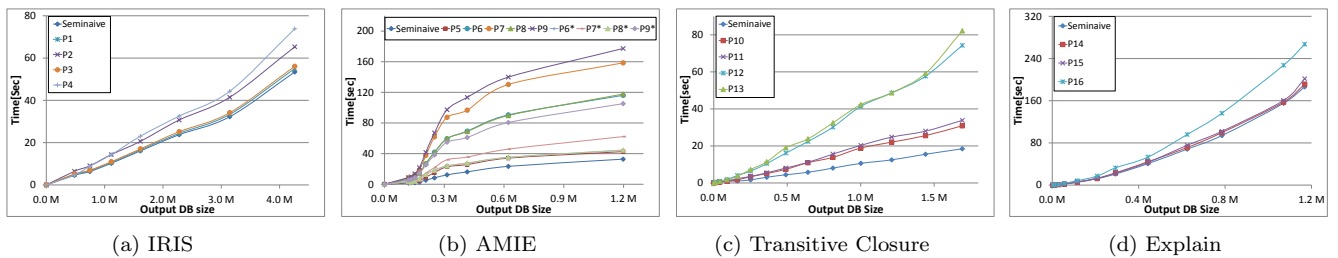 80
60
40
20
0
Time[Sec]
Seminaive
P1
P2
P3
P4
0.0 M 1.0 M 2.0 M 3.0 M 4.0 M
Output DB size
(a) IRIS
200
160
120
80
40
0
Time[Sec]
Seminaive P5 P6 P7 P8 P9 P6* P7* P8* P9*
0.0 M 0.3 M 0.6 M 0.9 M 1.2 M
Output DB Size
(b) AMIE
100
80
60
40
20
0
Time[Sec]
Seminaive
P10
P11
P12
P13
0.0 M 0.5 M 1.0 M 1.5 M
Output DB Size
(c) Transitive Closure
320
240
160
80
0
Time[Sec]
Seminaive
P14
P15
P16
0.0 M 0.4 M 0.8 M 1.2 M
Output DB Size
(d) Explain